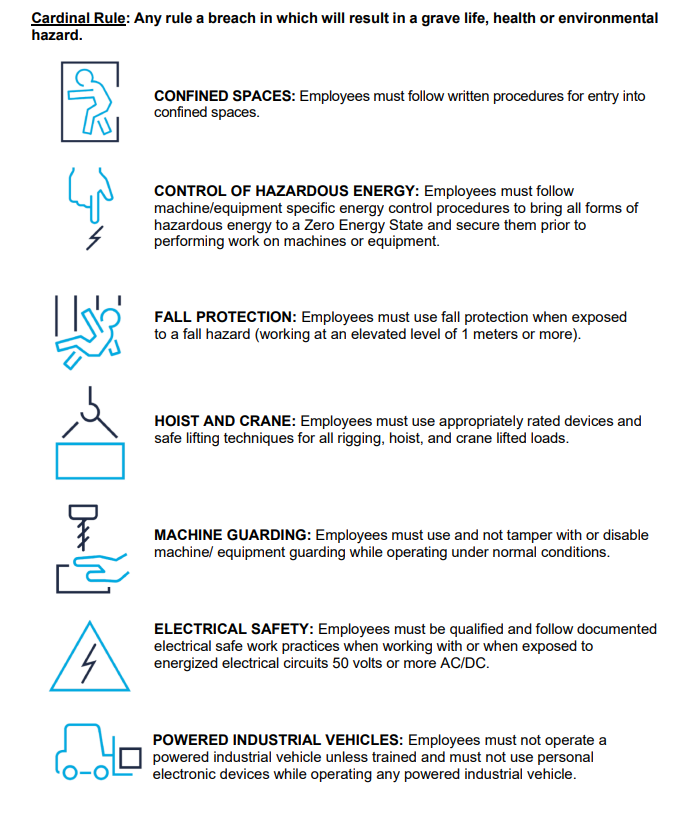 Cardinal Rule: Any rule a breach in which will result in a grave life, health or environmental
hazard.
CONFINED SPACES: Employees must follow written procedures for entry into
confined spaces.
CONTROL OF HAZARDOUS ENERGY: Employees must follow
machine/equipment specific energy control procedures to bring all forms of
hazardous energy to a Zero Energy State and secure them prior to
performing work on machines or equipment.
FALL PROTECTION: Employees must use fall protection when exposed
to a fall hazard (working at an elevated level of 1 meters or more).
HOIST AND CRANE: Employees must use appropriately rated devices and
safe lifting techniques for all rigging, hoist, and crane lifted loads.
MACHINE GUARDING: Employees must use and not tamper with or disable
machine/ equipment guarding while operating under normal conditions.
ELECTRICAL SAFETY: Employees must be qualified and follow documented
electrical safe work practices when working with or when exposed to
energized electrical circuits 50 volts or more AC/DC.
POWERED INDUSTRIAL VEHICLES: Employees must not operate a
powered industrial vehicle unless trained and must not use personal
electronic devices while operating any powered industrial vehicle.